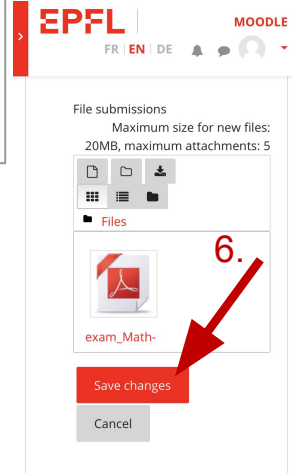 EPFL
MOODLE
FR | EN | DE
File submissions
Maximum size for new files:
20MB, maximum attachments: 5
Files
6.
exam_Math-
Save changes
Cancel